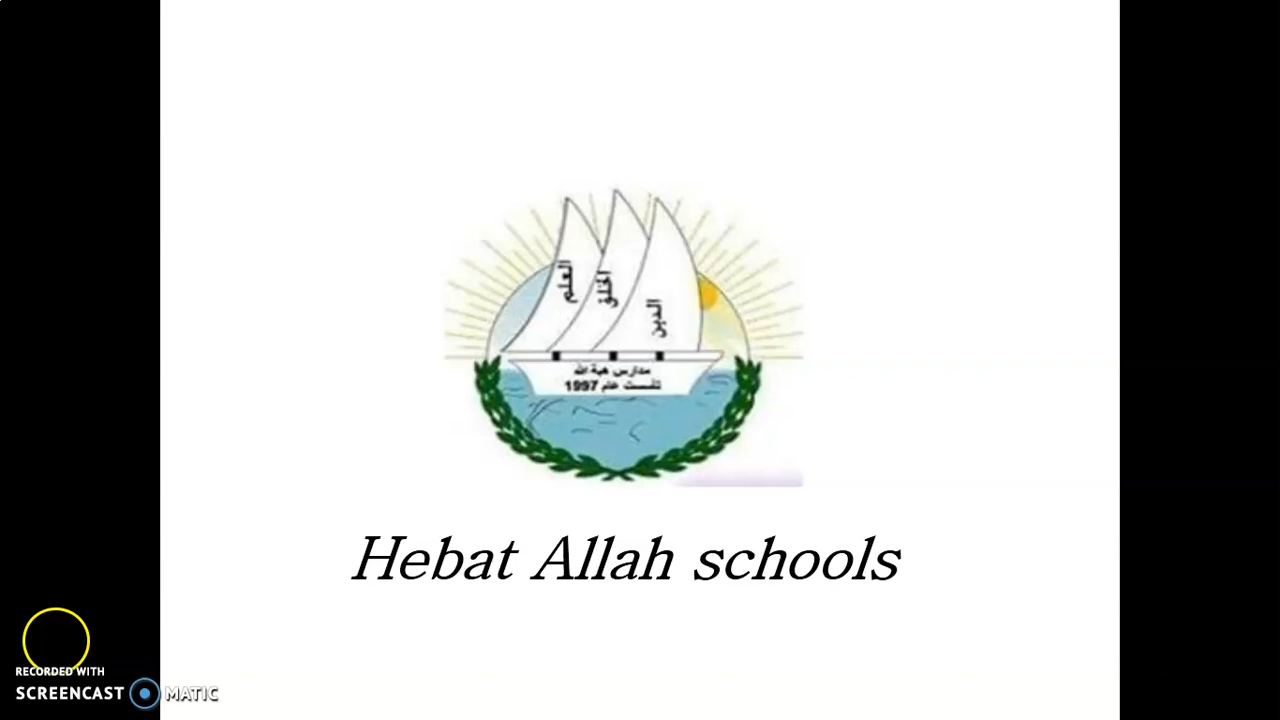 العلم
الخلق
الدين
مدارس هبة الله
تأسست عام 1997
Hebat Allah schools
RECORDED WITH
SCREENCAST MATIC